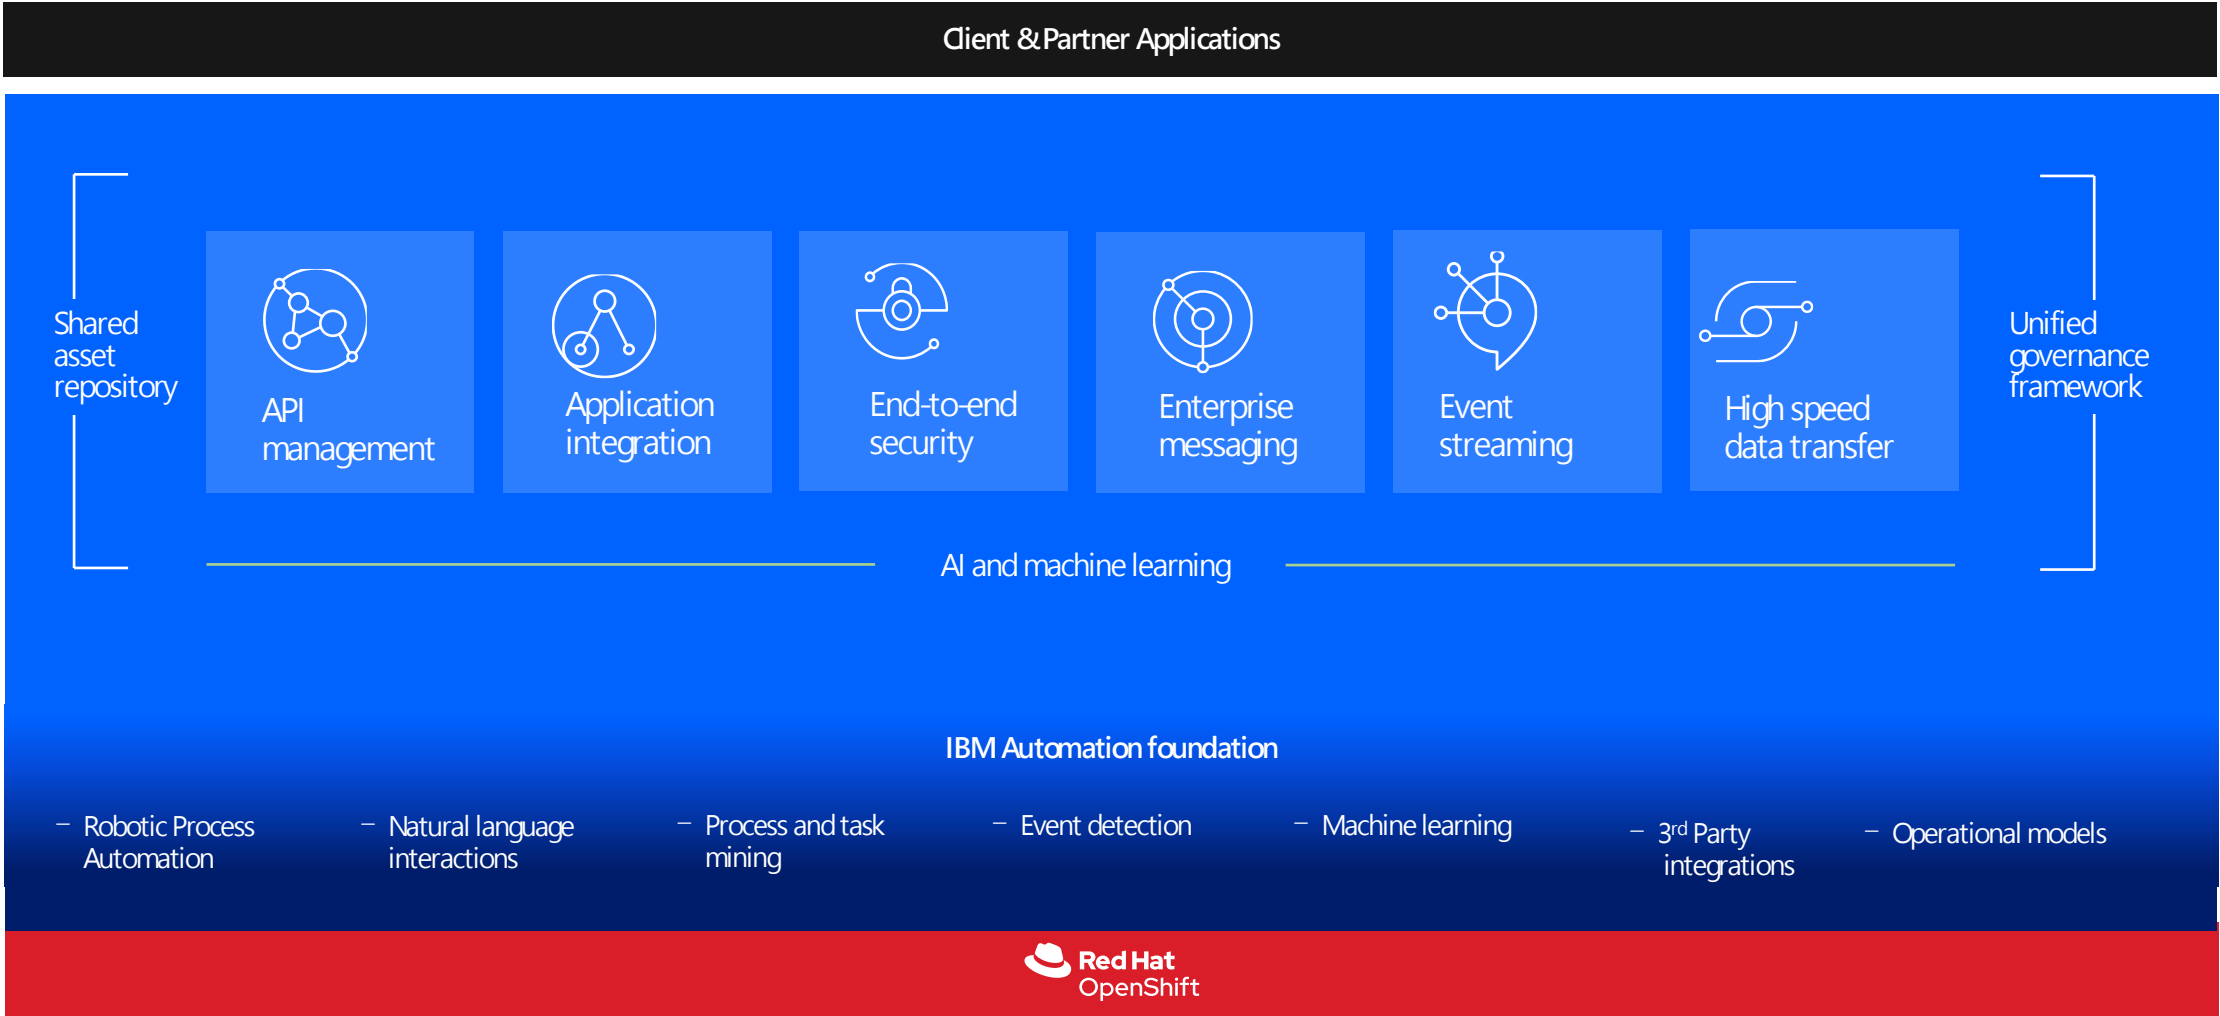 Client & Partner Applications
Shared
asset
repository
API
management
Application
integration
End-to-end
security
Enterprise
messaging
Event
streaming
High speed
data transfer
Unified
governance
framework
AI and machine learning
IBM Automation foundation
– Robotic Process
Automation
– Natural language
interactions
– Process and task
mining
– Event detection
– Machine learning
– 3rd Party
integrations
– Operational models
Red Hat
OpenShift